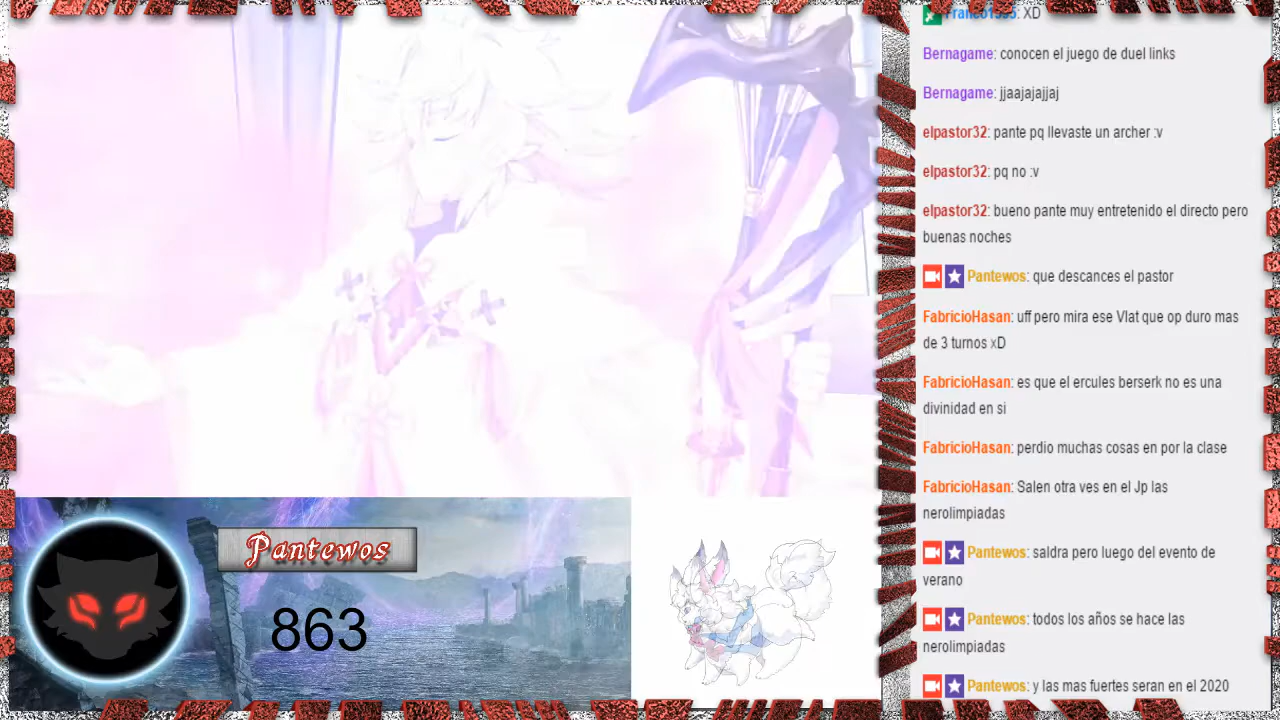 Franco1995: XD
Bernagame: conocen el juego de duel links
Bernagame: jjaajajajjaj
elpastor32: pante pq llevaste un archer :v
elpastor32: pq no :v
elpastor32: bueno pante muy entretenido el directo pero
buenas noches
Pantewos: que descances el pastor
FabricioHasan: uff pero mira ese Vlat que op duro mas
de 3 turnos xD
FabricioHasan: es que el ercules berserk no es una
divinidad en si
FabricioHasan: perdio muchas cosas en por la clase
FabricioHasan: Salen otra ves en el Jp las
nerolimpiadas
Pantewos: saldra pero luego del evento de
verano
Pantewos: todos los años se hace las
nerolimpiadas
Pantewos: y las mas fuertes seran en el 2020
Pantewos
863